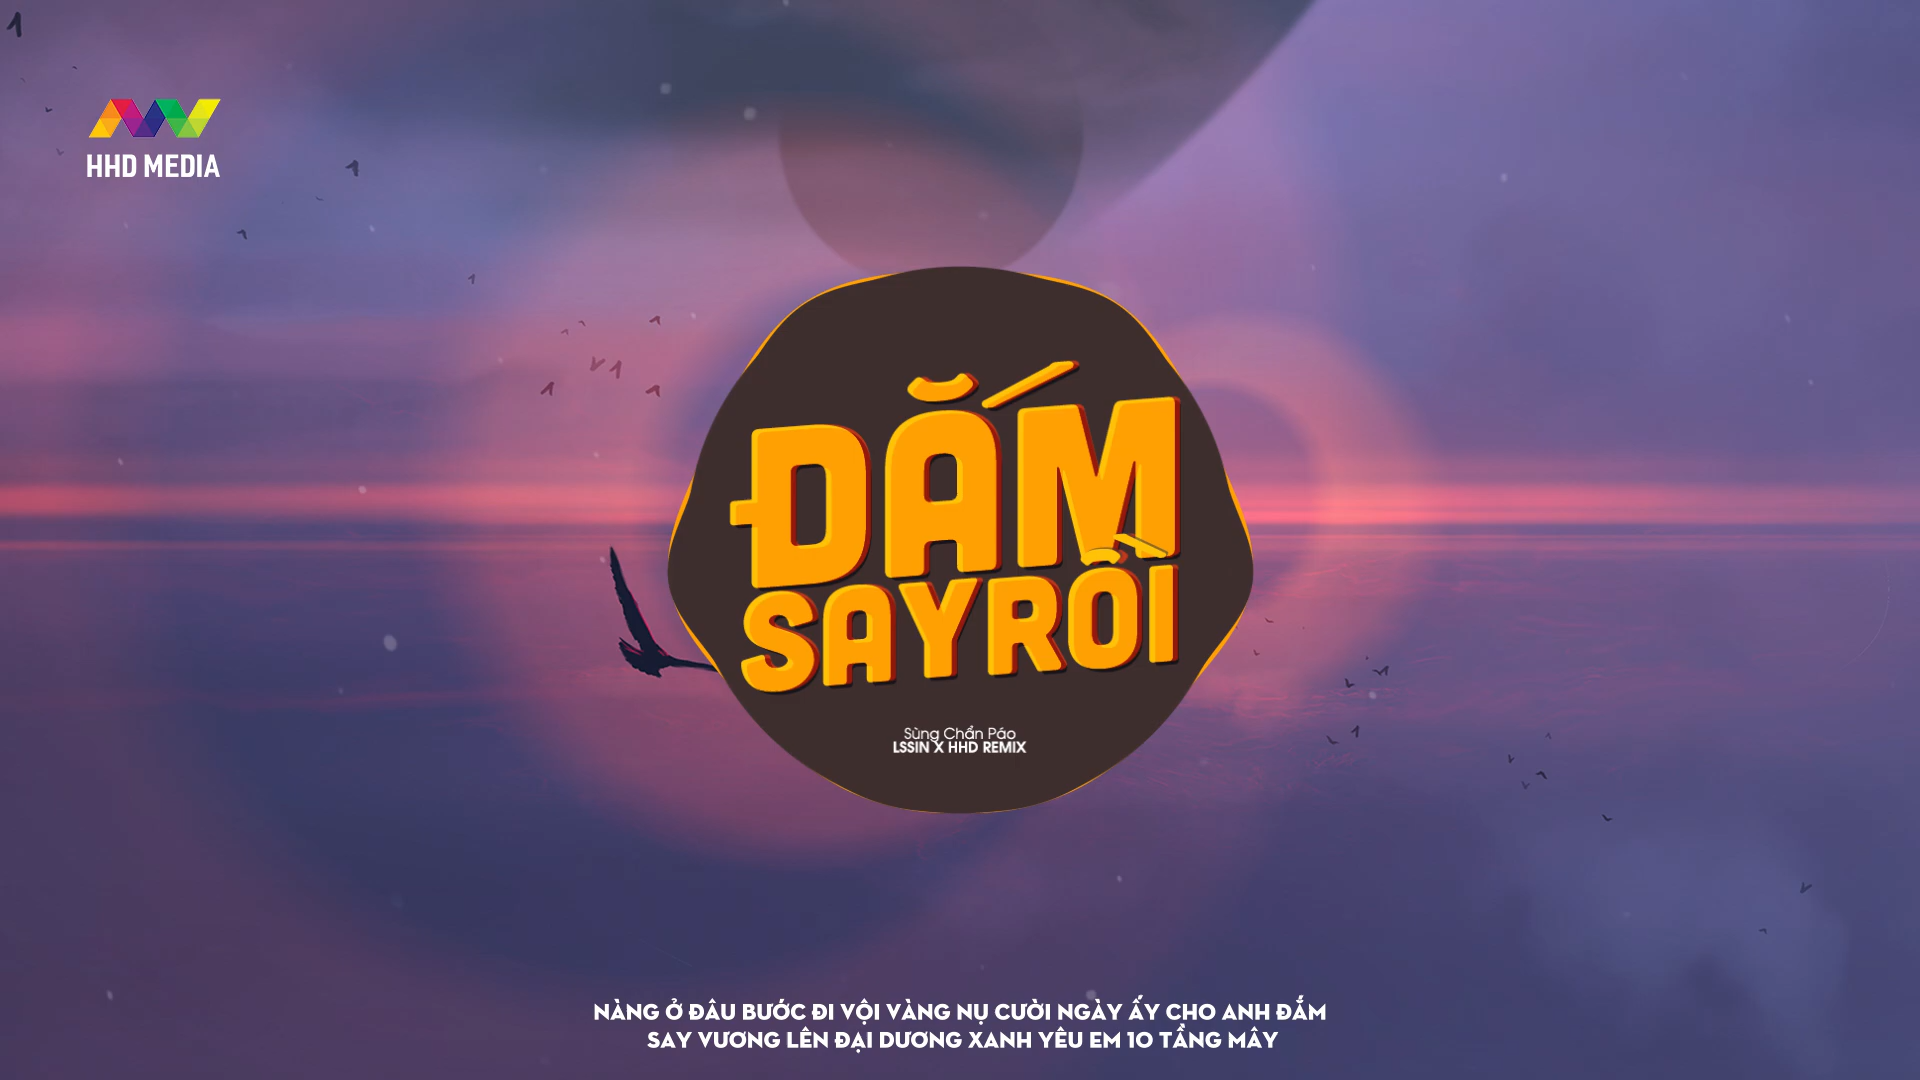 HHD MEDIA
ĐẮM
SAY RỒI
Sùng Chẩn Páo
LSSIN X HHD REMIX
NÀNG Ở ĐÂU BƯỚC ĐI VỘI VÀNG NỤ CƯỜI NGÀY ẤY CHO ANH ĐẮM
SAY VƯƠNG LÊN ĐẠI DƯƠNG XANH YÊU EM 10 TẦNG MÂY